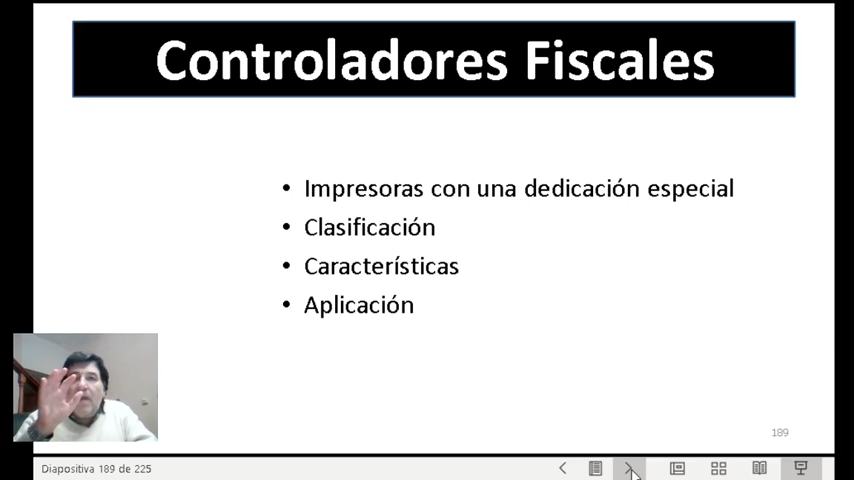 Controladores Fiscales
• Impresoras con una dedicación especial
• Clasificación
• Características
• Aplicación
189
Diapositiva 189 de 225